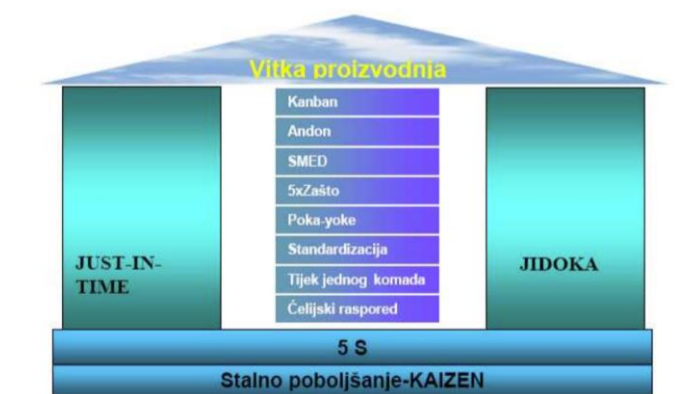 Vitka proizvodnja
Kanban
Andon
SMED
5xZašto
Poka-yoke
Standardizacija
Tijek jednog komada
Ćelijski raspored
JUST-IN-
TIME
JIDOKA
5 S
Stalno poboljšanje-KAIZEN